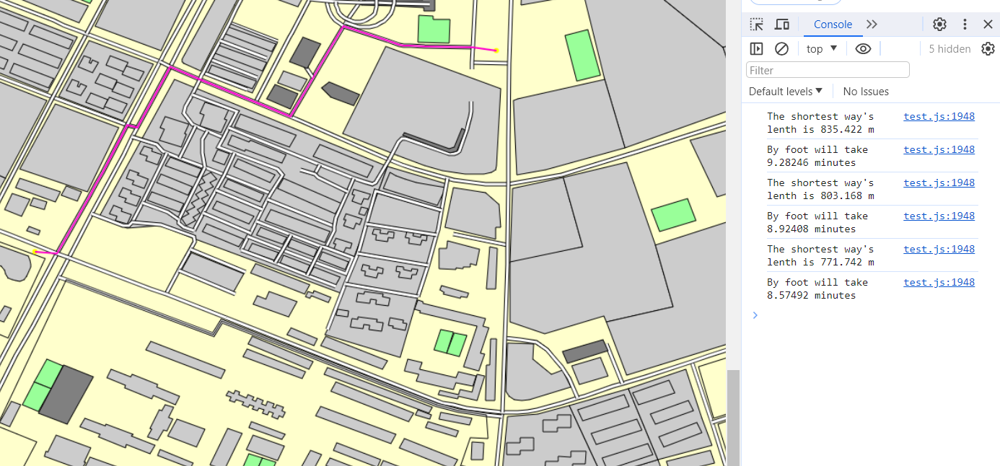 Console
top
5 hidden
Filter
Default levels
No Issues
The shortest way's test.js:1948
lenth is 835.422 m
By foot will take test.js:1948
9.28246 minutes
The shortest way's test.js:1948
lenth is 803.168 m
By foot will take test.js:1948
8.92408 minutes
The shortest way's test.js:1948
lenth is 771.742 m
By foot will take test.js:1948
8.57492 minutes